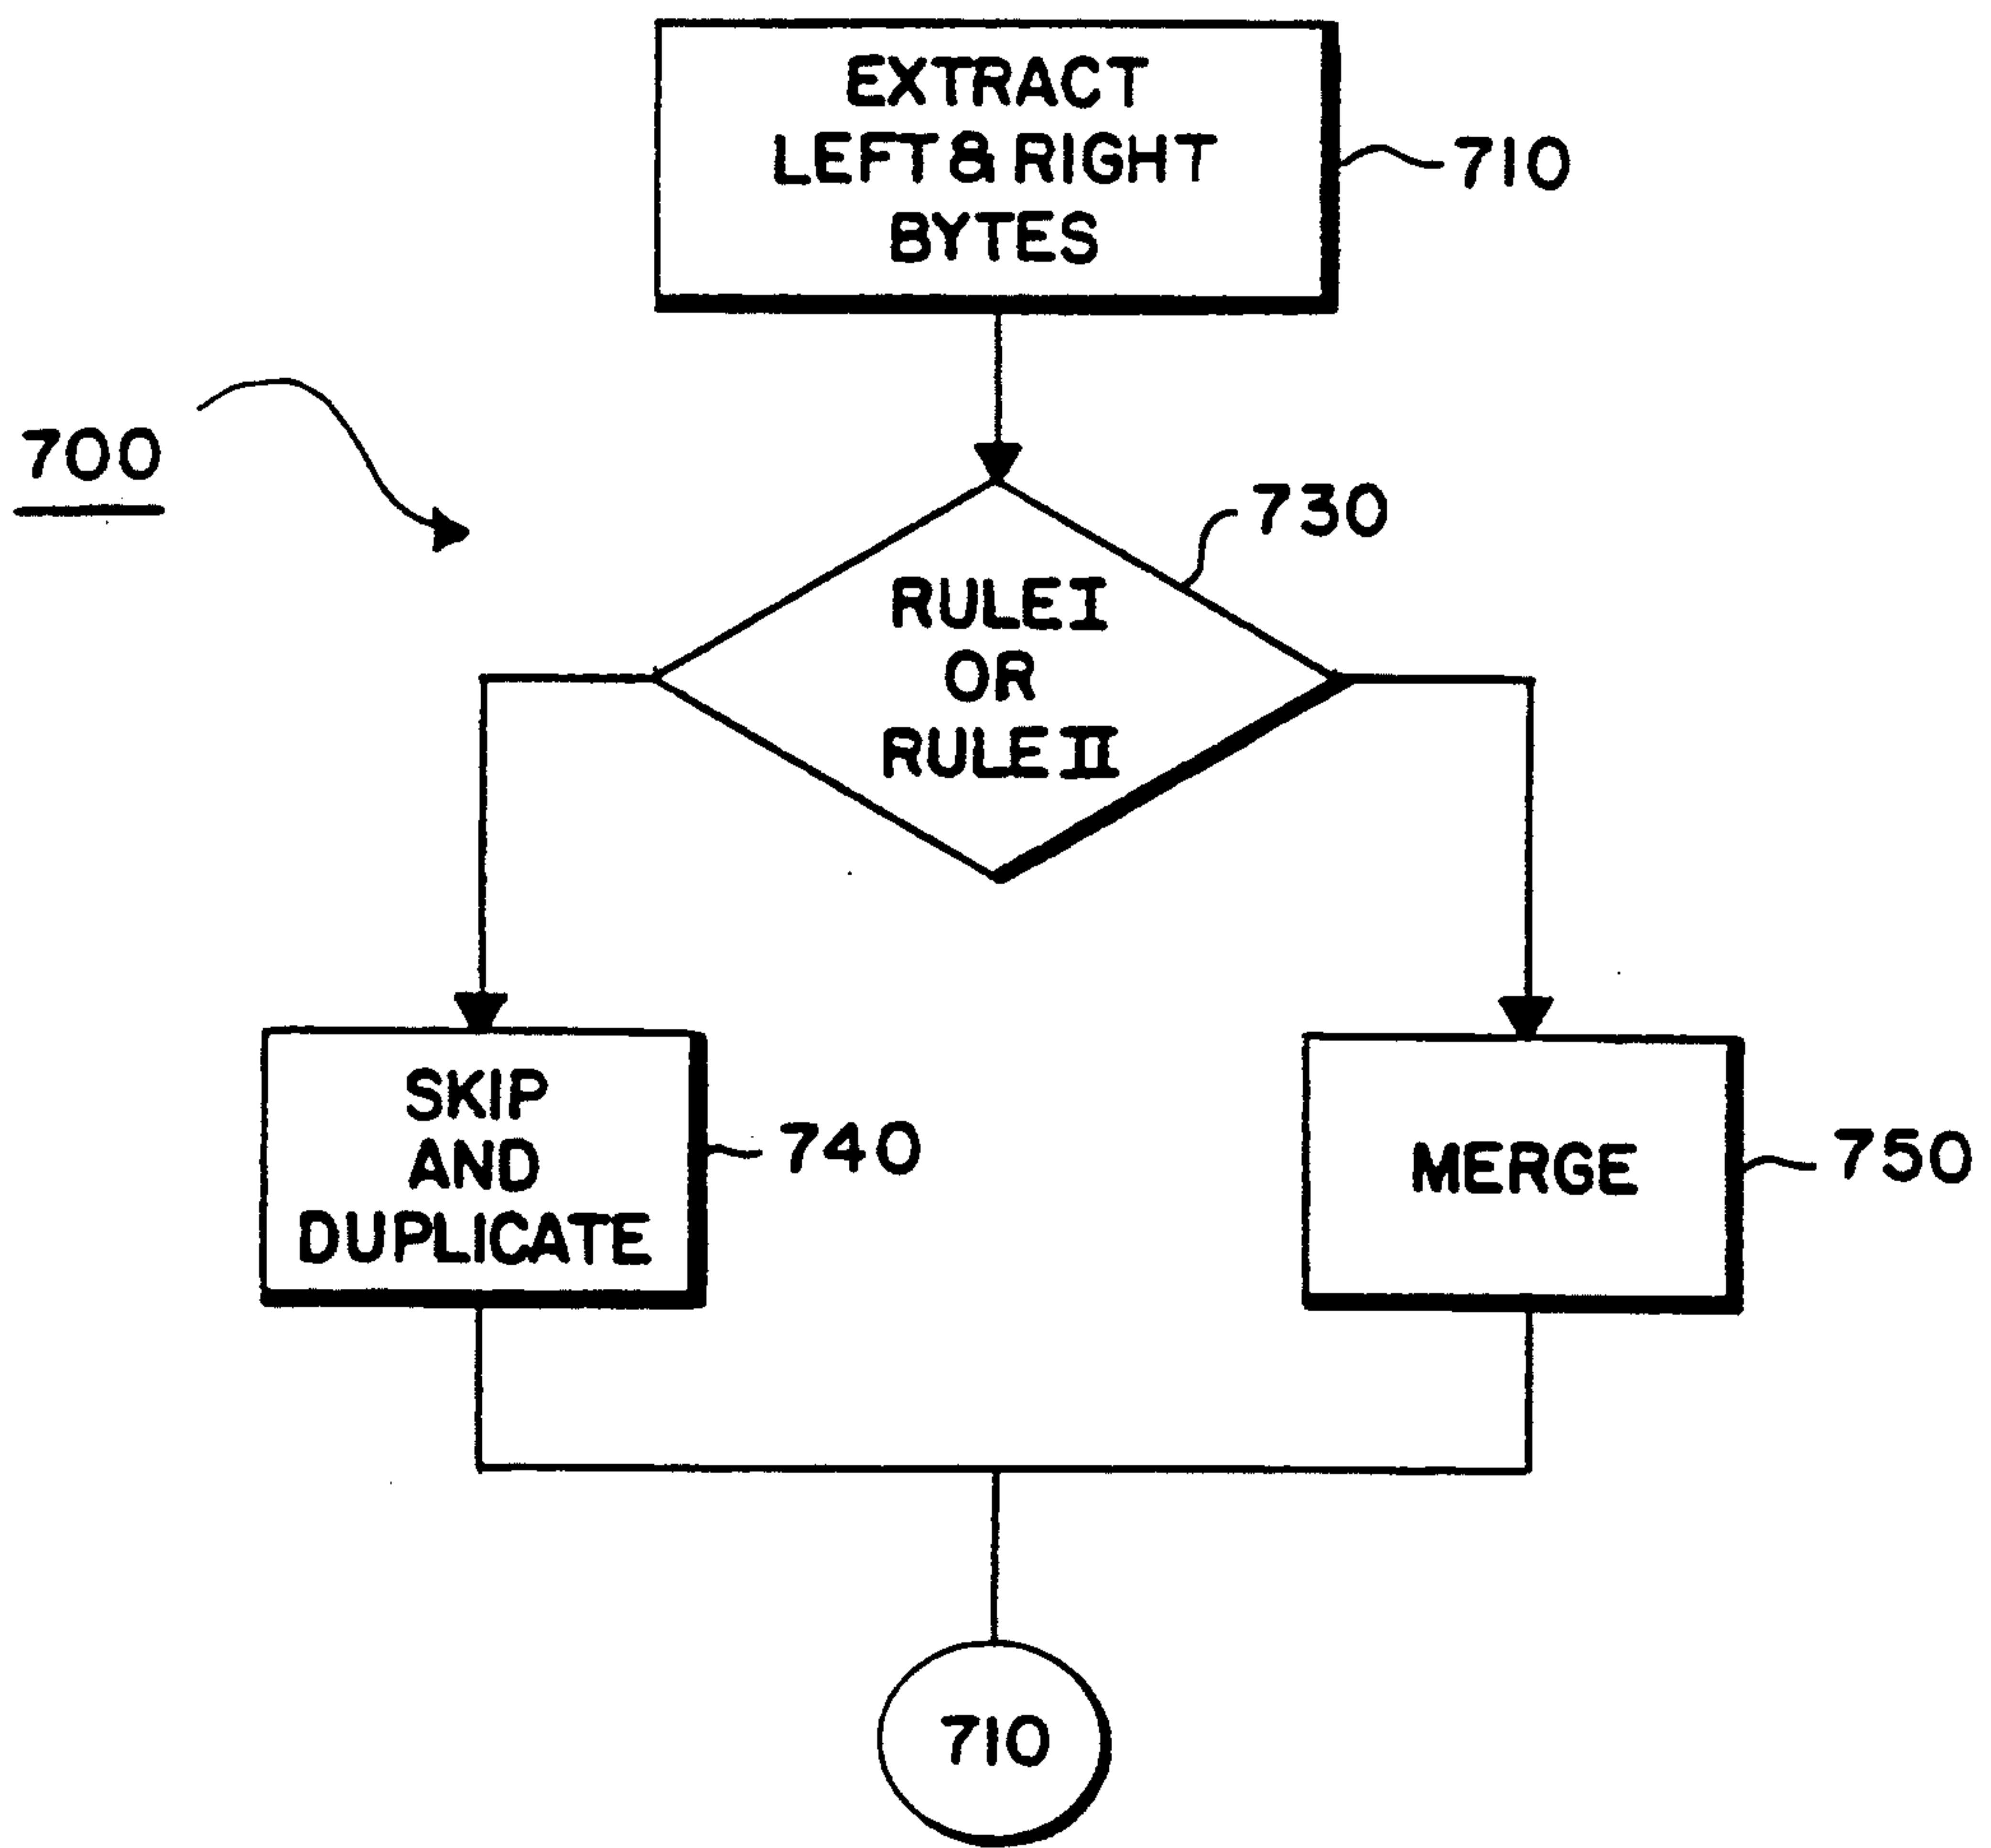 EXTRACT
LEFT & RIGHT
BYTES
710
700
730
RULE I
OR
RULE II
SKIP
AND
DUPLICATE
740
MERGE
750
710